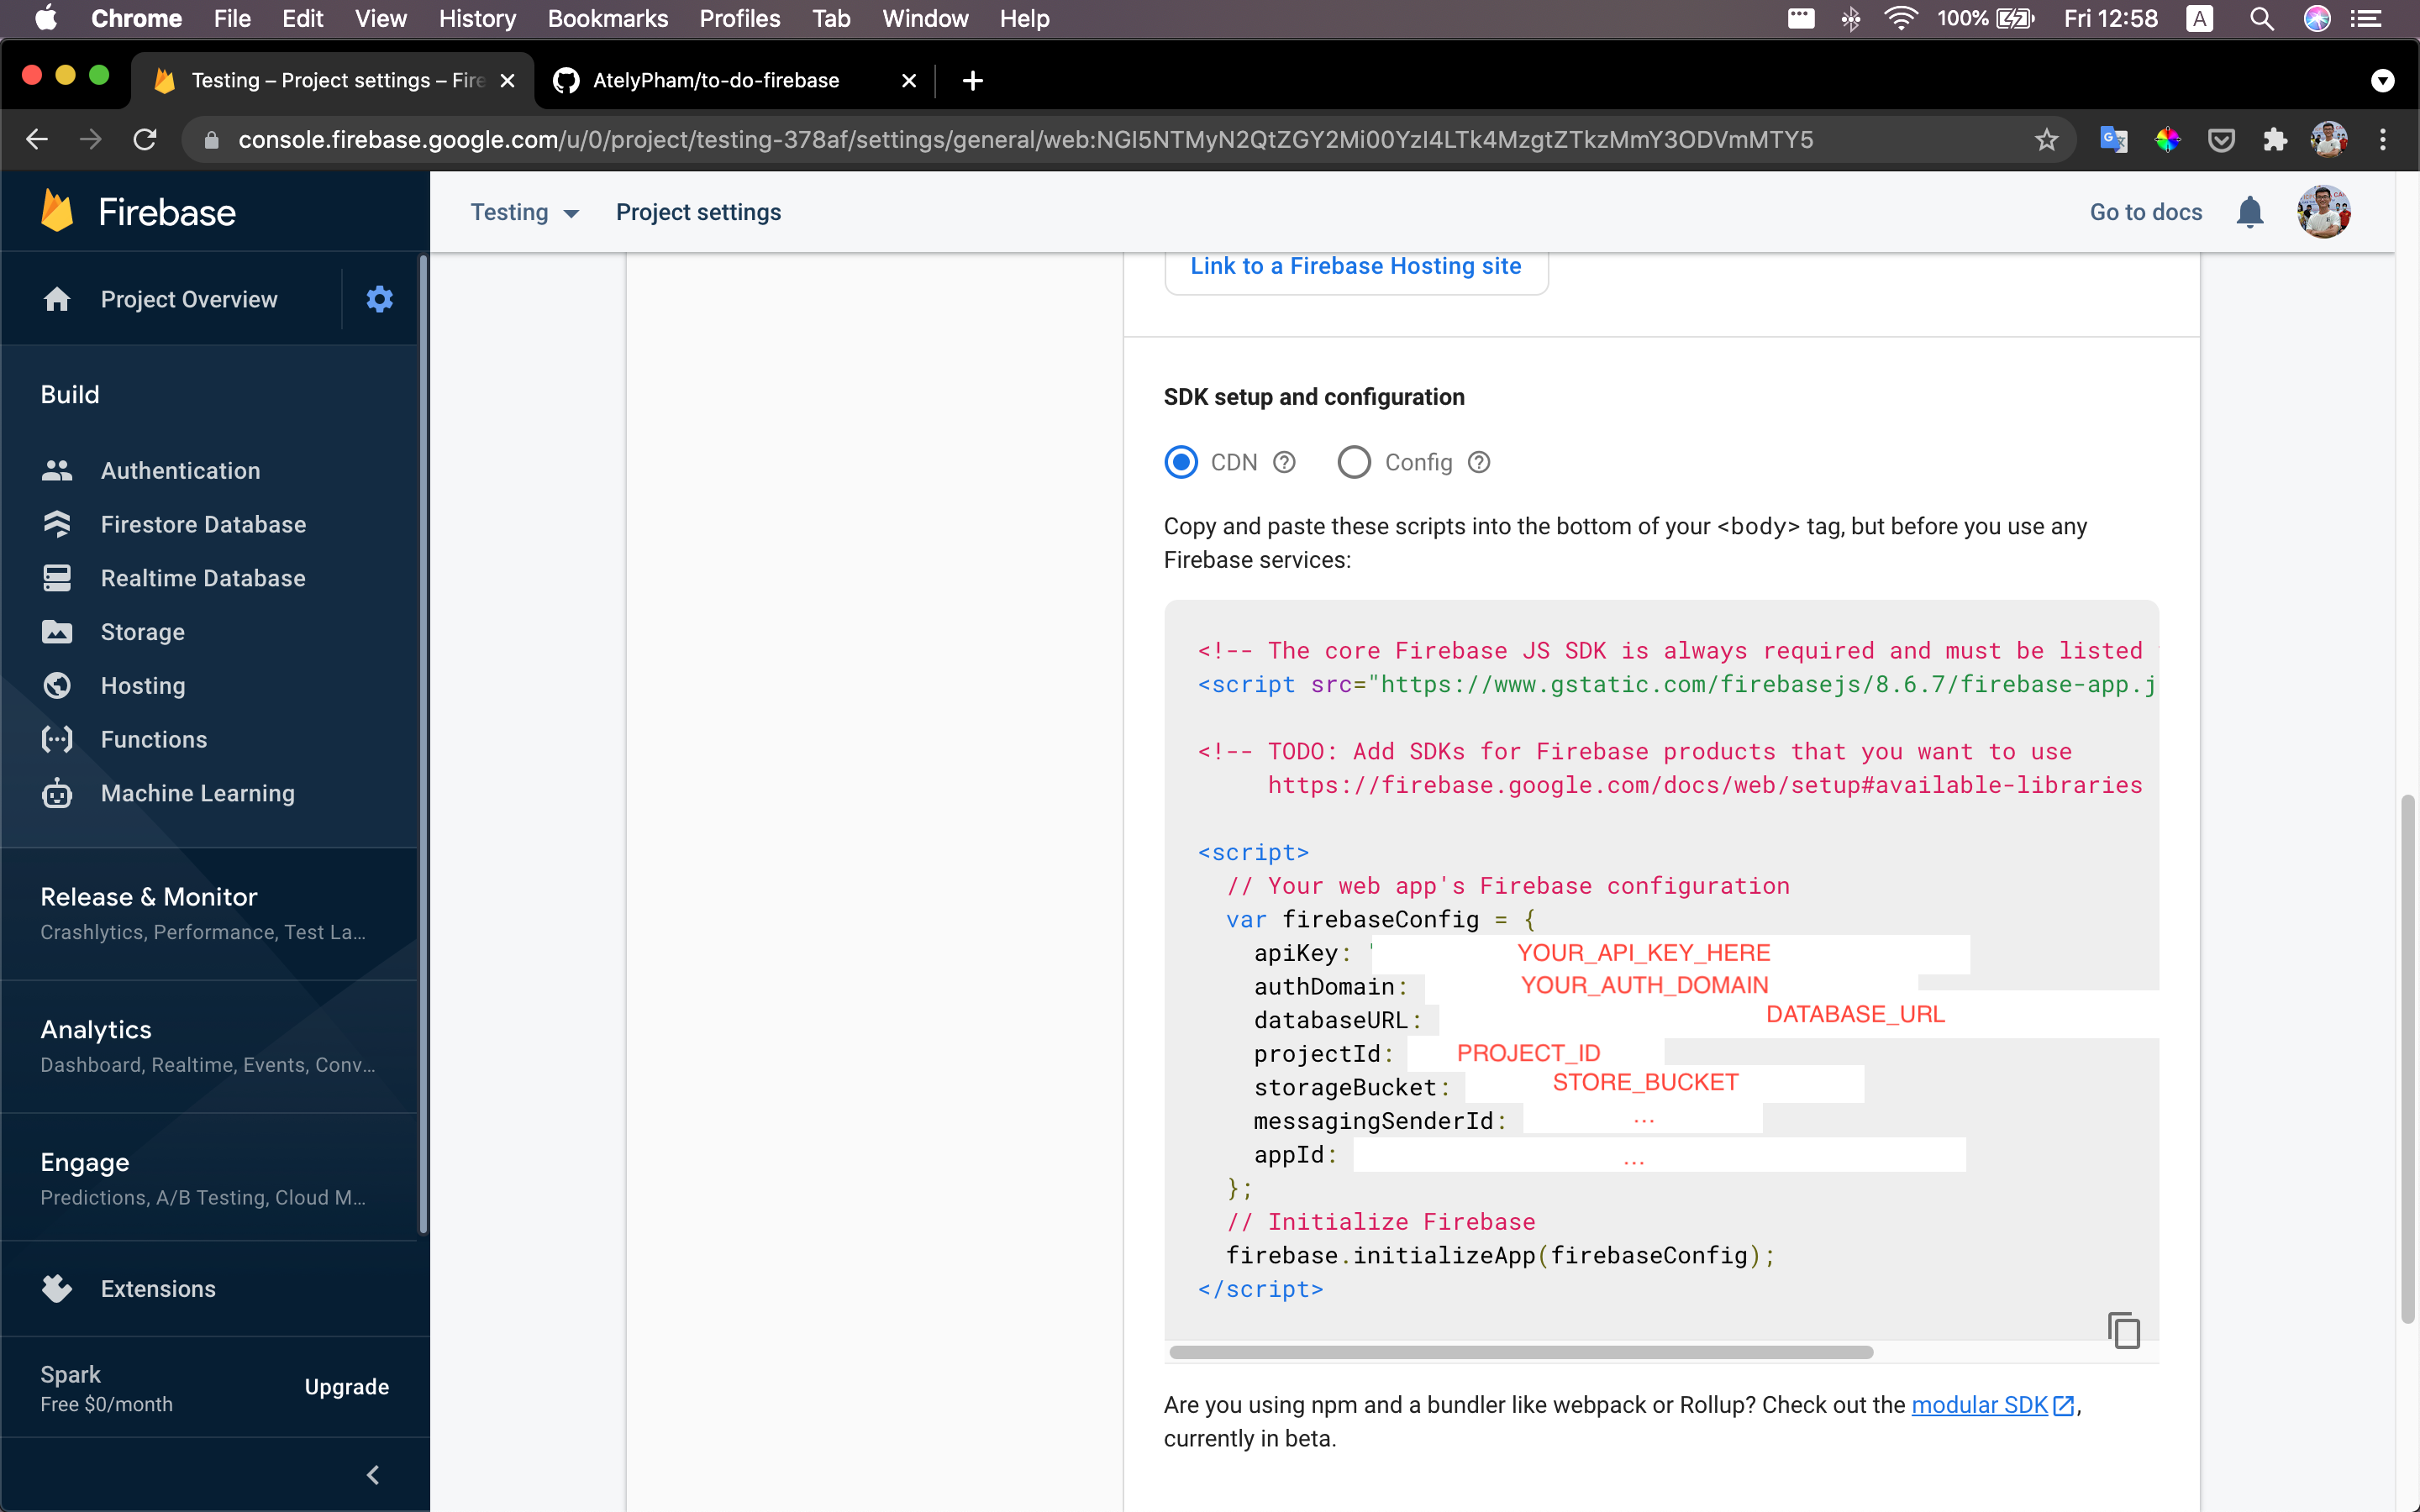 Chrome File Edit View History Bookmarks Profiles Tab Window Help 100% Fri 12:58 A
Testing – Project settings – Fire
AtelyPham/to-do-firebase
console.firebase.google.com/u/0/project/testing-378af/settings/general/web:NGI5NTMyN2QtZGY2Mi00YzI4LTk4MzgtZTkzMmY3ODVmMTY5
Firebase
Testing Project settings Go to docs
Project Overview
Build
Authentication
Firestore Database
Realtime Database
Storage
Hosting
Functions
Machine Learning
Release & Monitor
Crashlytics, Performance, Test La...
Analytics
Dashboard, Realtime, Events, Conv...
Engage
Predictions, A/B Testing, Cloud M...
Extensions
Spark
Free $0/month
Upgrade
Link to a Firebase Hosting site
SDK setup and configuration
CDN Config
Copy and paste these scripts into the bottom of your <body> tag, but before you use any
Firebase services:
<!-- The core Firebase JS SDK is always required and must be listed
<script src="https://www.gstatic.com/firebasejs/8.6.7/firebase-app.j
<!-- TODO: Add SDKs for Firebase products that you want to use
https://firebase.google.com/docs/web/setup#available-libraries
<script>
// Your web app's Firebase configuration
var firebaseConfig = {
apiKey: " YOUR_API_KEY_HERE
authDomain: YOUR_AUTH_DOMAIN
databaseURL: DATABASE_URL
projectId: PROJECT_ID
storageBucket: STORE_BUCKET
messagingSenderId: ...
appId: ...
};
// Initialize Firebase
firebase.initializeApp(firebaseConfig);
</script>
Are you using npm and a bundler like webpack or Rollup? Check out the modular SDK,
currently in beta.